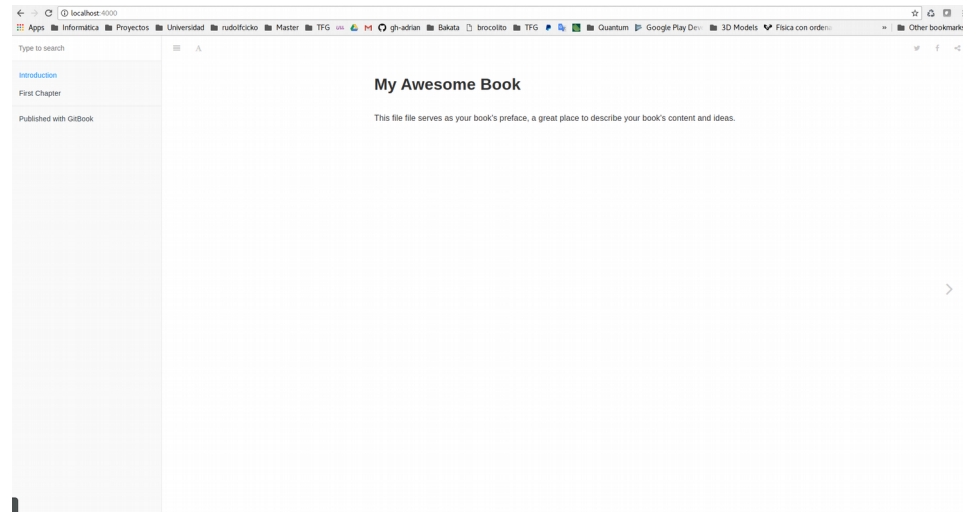 localhost:4000
Apps Informática Proyectos Universidad rudolfcicko Master TFG gh-adrian Bakata brocolito TFG Quantum Google Play Dev 3D Models Física con ordena » Other bookmarks
Type to search A
Introduction
First Chapter
Published with GitBook
My Awesome Book
This file file serves as your book's preface, a great place to describe your book's content and ideas.